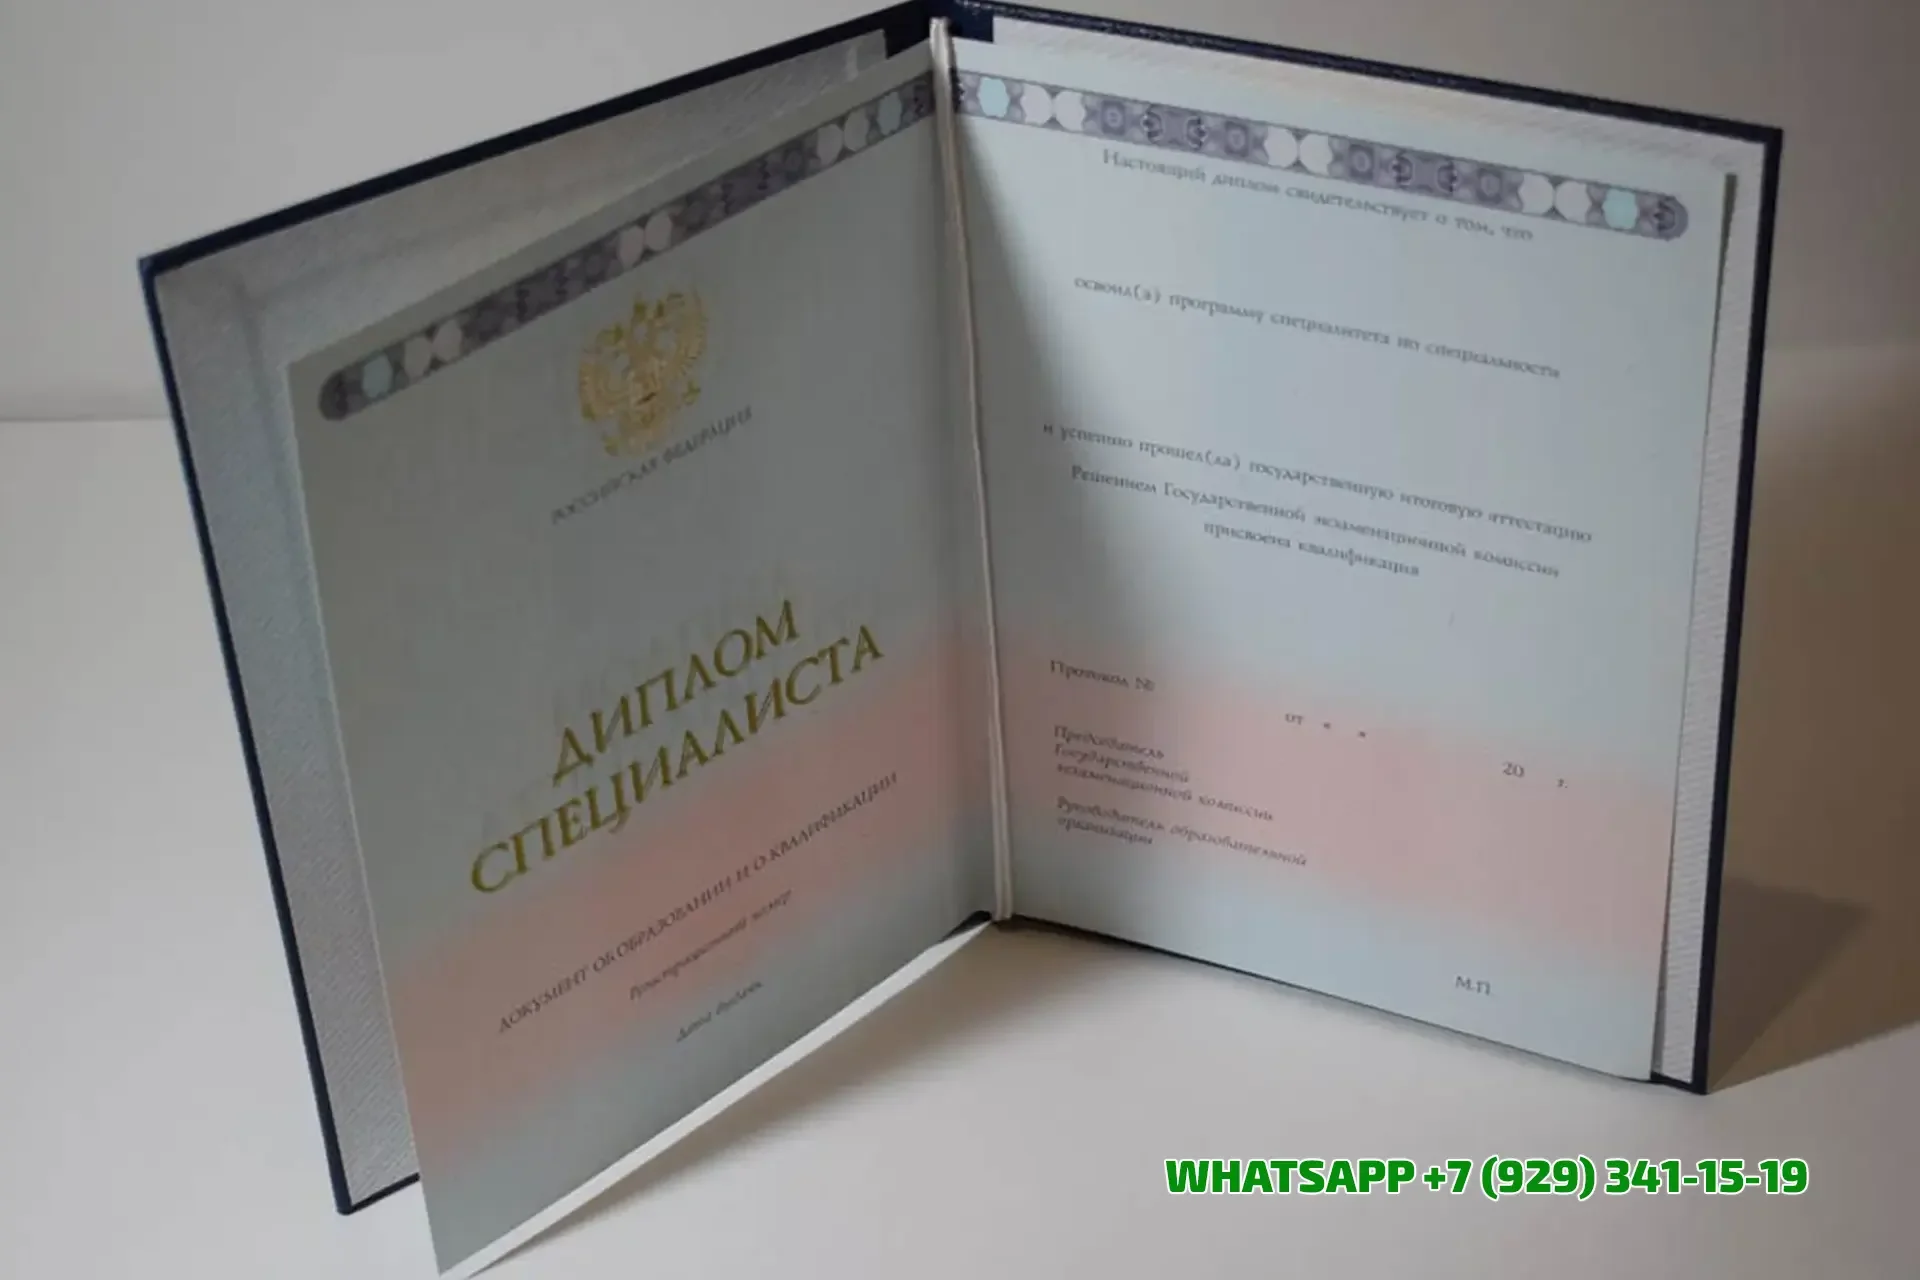 РОССИЙСКАЯ ФЕДЕРАЦИЯ
ДИПЛОМ
СПЕЦИАЛИСТА
ДОКУМЕНТ ОБ ОБРАЗОВАНИИ И О КВАЛИФИКАЦИИ
Регистрационный номер
Дата выдачи
Настоящий диплом свидетельствует о том, что
освоил(а) программу специалитета по специальности
и успешно прошел(ла) государственную итоговую аттестацию
Решением Государственной экзаменационной комиссии
присвоена квалификация
Протокол №
от « »
20 г.
Председатель
Государственной
экзаменационной комиссии
Руководитель образовательной
организации
М.П.
WHATSAPP +7 (929) 341-15-19